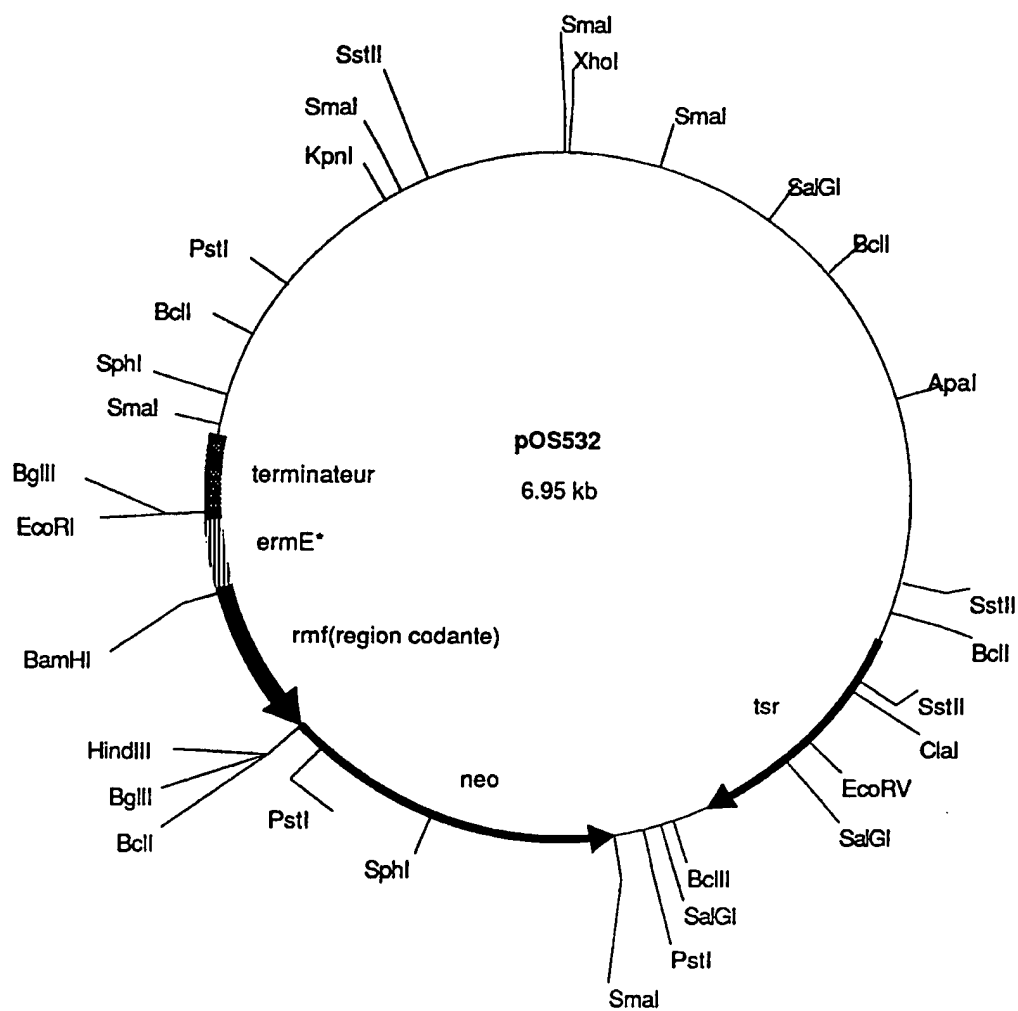 SmaI
XhoI
SstII
SmaI
SmaI
KpnI
SalGI
PstI
BclI
BclI
SphI
ApaI
SmaI
pOS532
terminateur
6.95 kb
BglII
EcoRI
ermE*
SstII
rmf(region codante)
BclI
BamHI
tsr
SstII
ClaI
HindIII
neo
EcoRV
BglII
PstI
BclI
SalGI
SphI
BclII
SalGI
PstI
SmaI